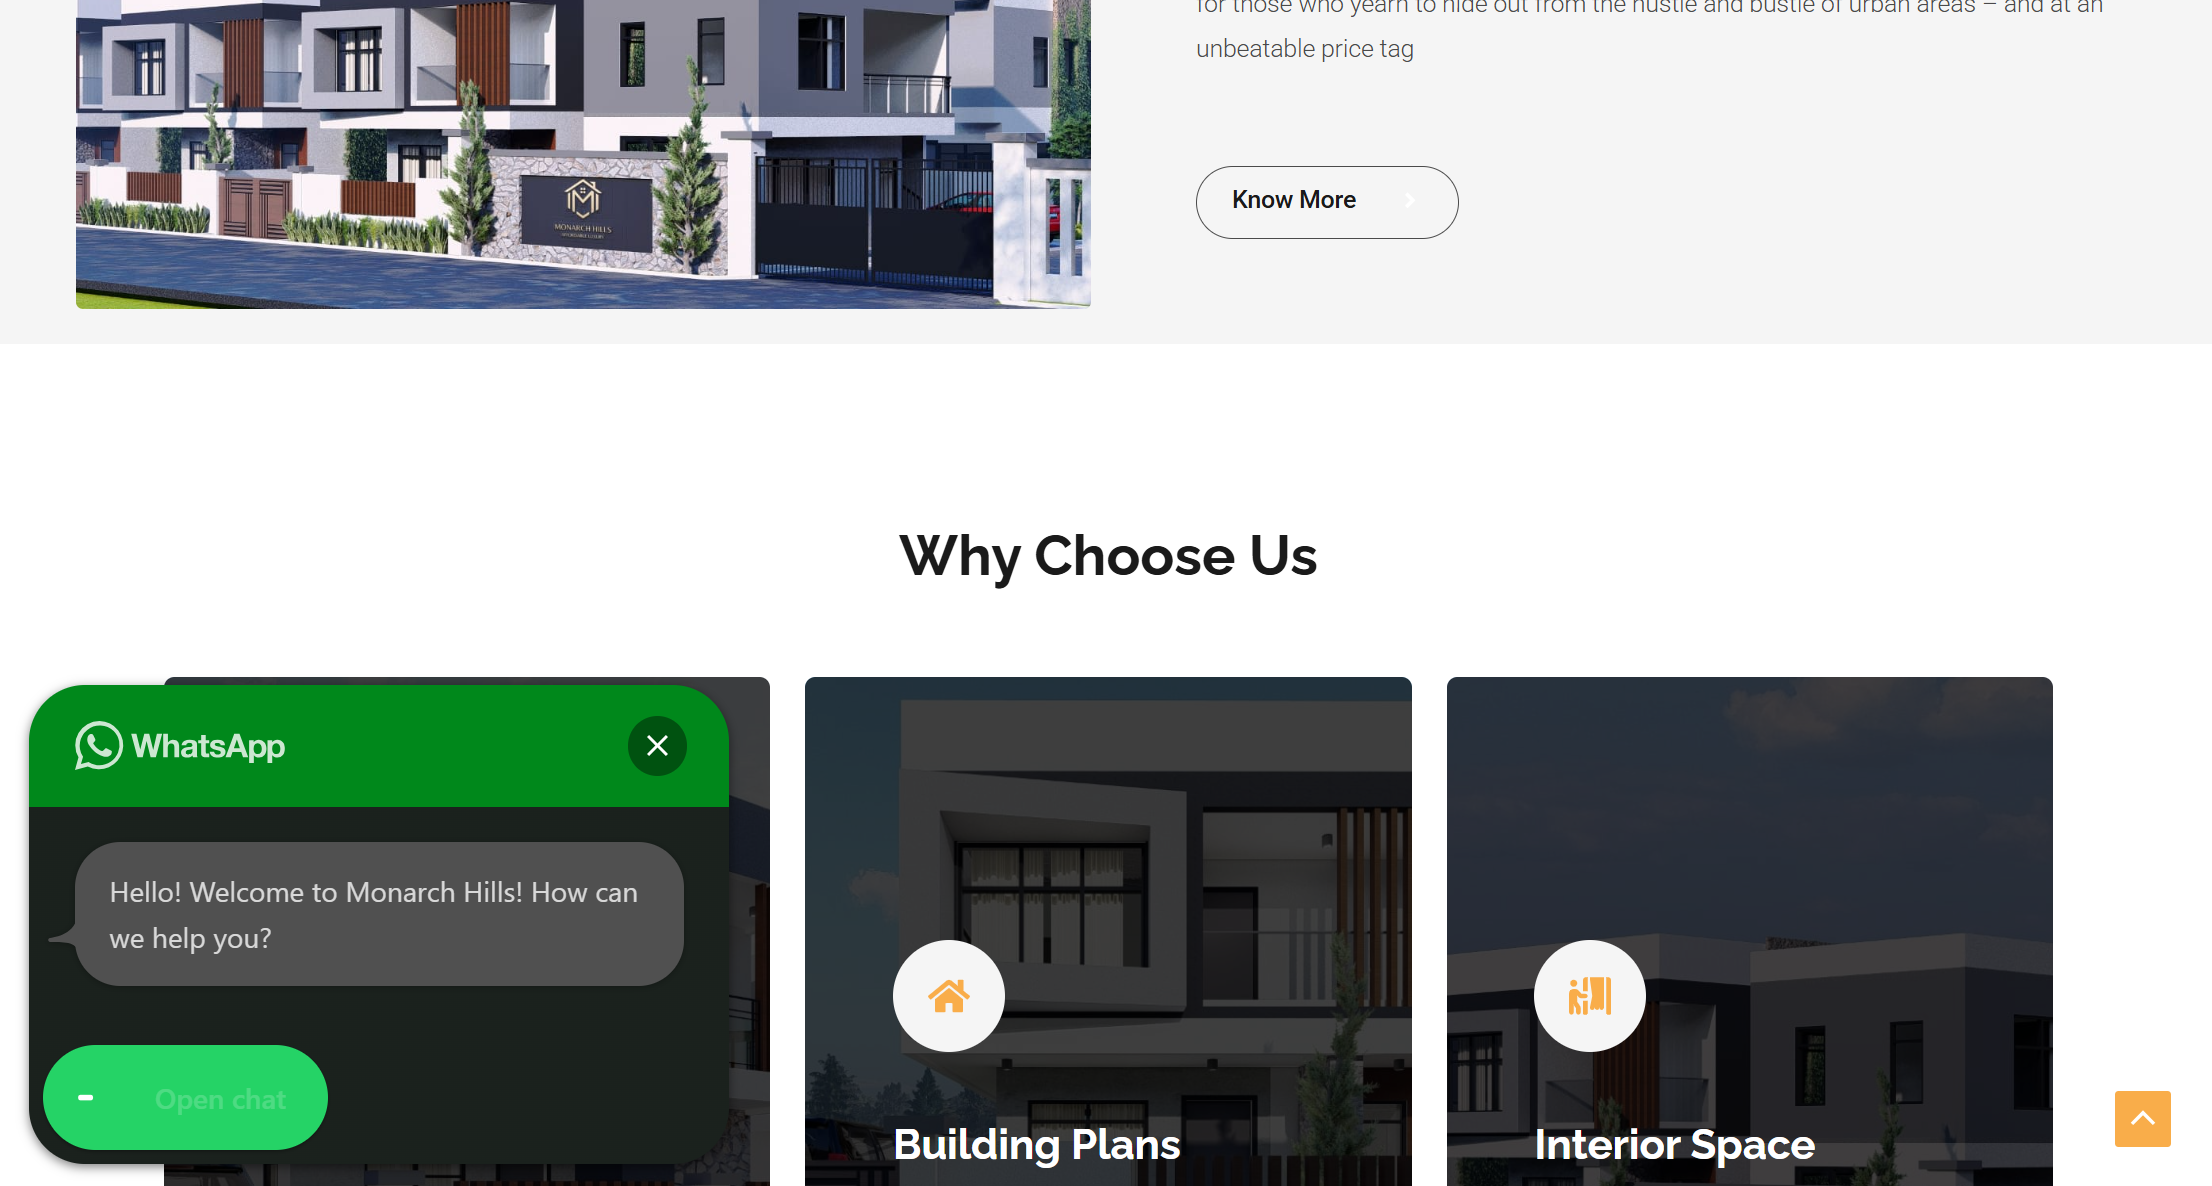 for those who yearn to hide out from the hustle and bustle of urban areas – and at an
unbeatable price tag
Know More
MONARCH HILLS
Why Choose Us
WhatsApp
Hello! Welcome to Monarch Hills! How can
we help you?
Open chat
Building Plans
Interior Space